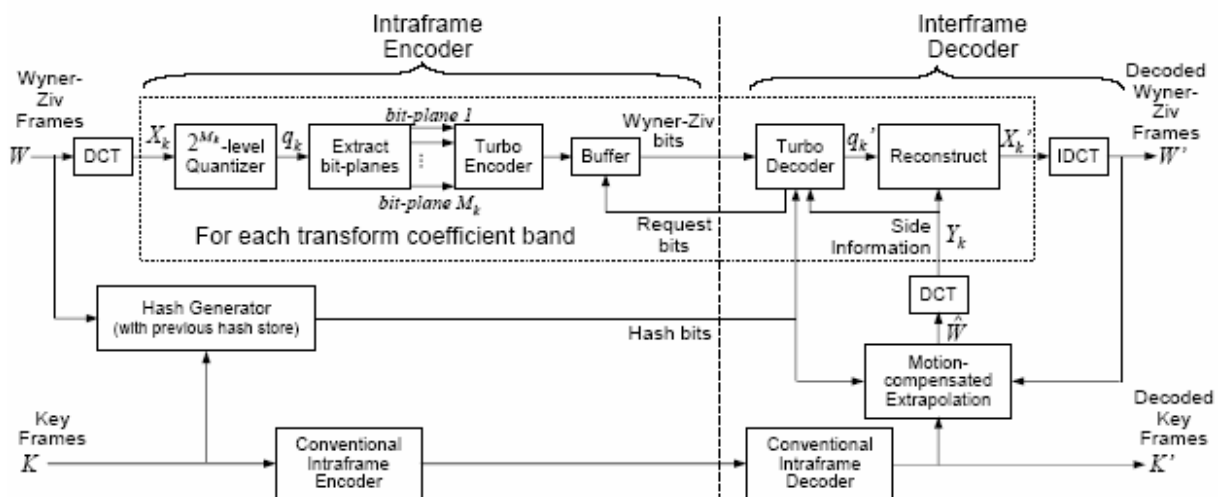 Intraframe
Encoder
Interframe
Decoder
Wyner-
Ziv
Frames
W
DCT
X_k
2^{M_k}-level
Quantizer
q_k
Extract
bit-planes
bit-plane 1
⋮
bit-plane M_k
Turbo
Encoder
Buffer
Wyner-Ziv
bits
Turbo
Decoder
q_k'
Reconstruct
X_k'
IDCT
Decoded
Wyner-
Ziv
Frames
W'
For each transform coefficient band
Request
bits
Side
Information
Y_k
DCT
Ŵ
Hash Generator
(with previous hash store)
Hash bits
Motion-
compensated
Extrapolation
Key
Frames
K
Conventional
Intraframe
Encoder
Conventional
Intraframe
Decoder
Decoded
Key
Frames
K'